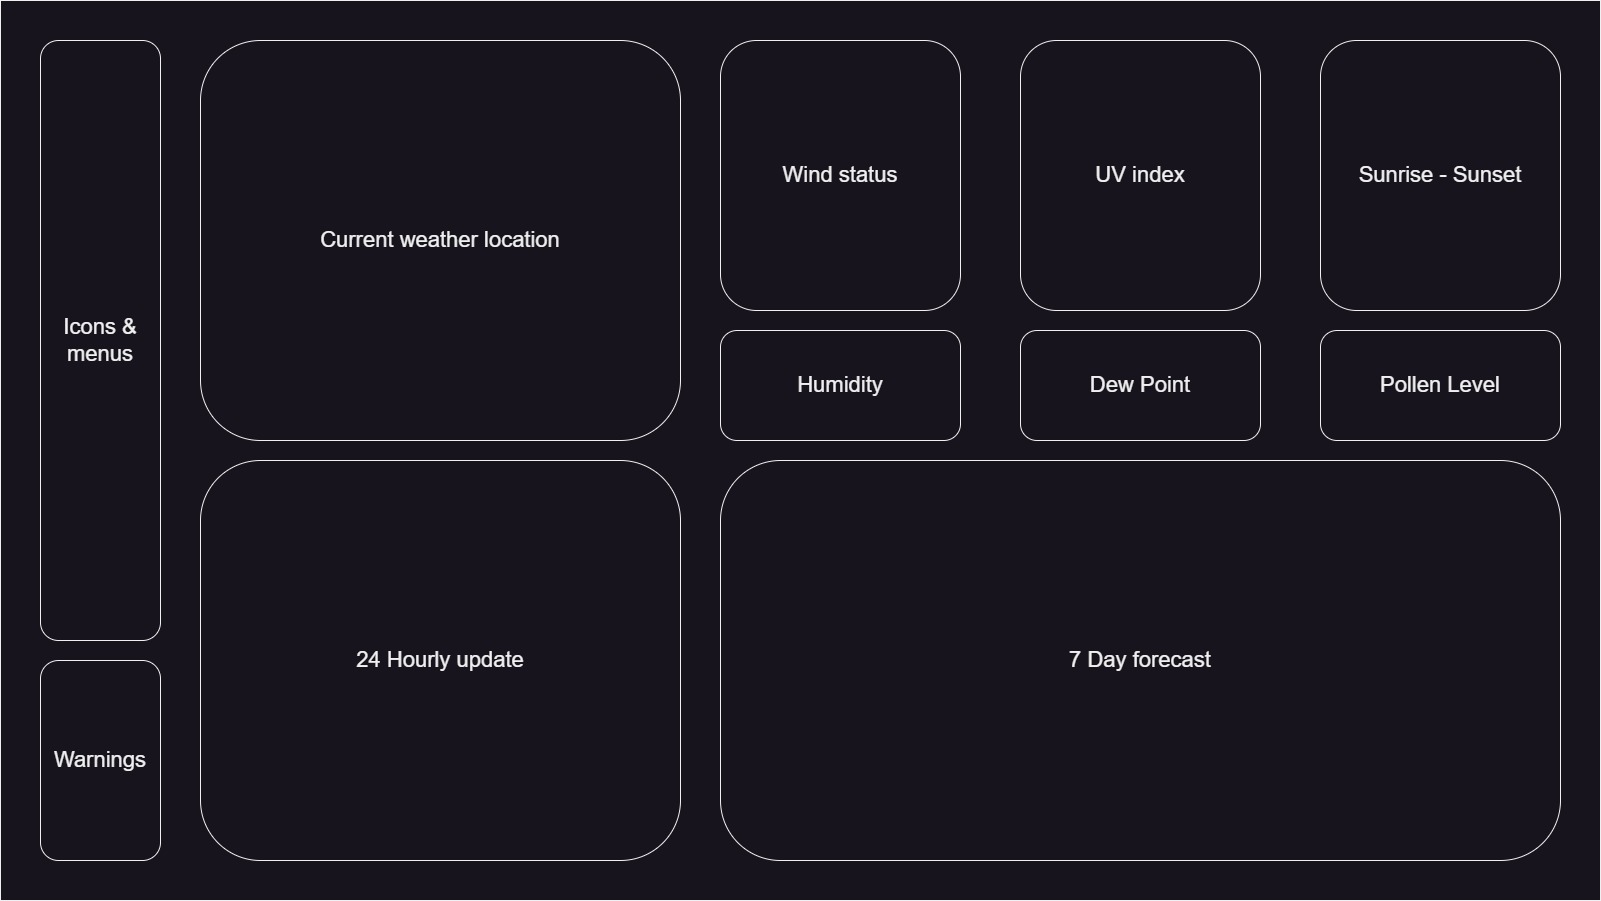 Icons &
menus
Current weather location
Wind status
UV index
Sunrise - Sunset
Humidity
Dew Point
Pollen Level
Warnings
24 Hourly update
7 Day forecast